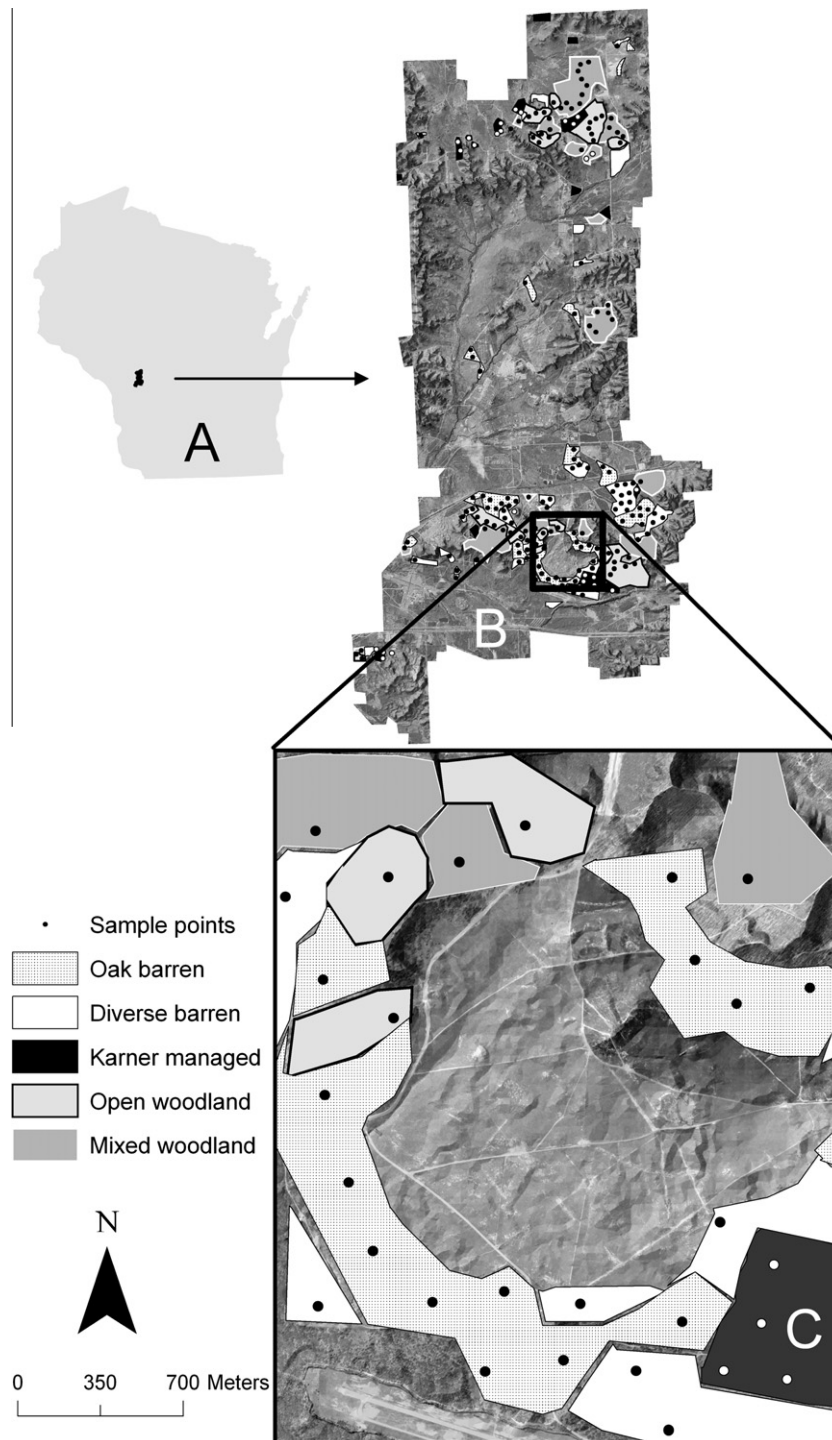 A
B
Sample points
Oak barren
Diverse barren
Karner managed
Open woodland
Mixed woodland
N
C
0 350 700 Meters